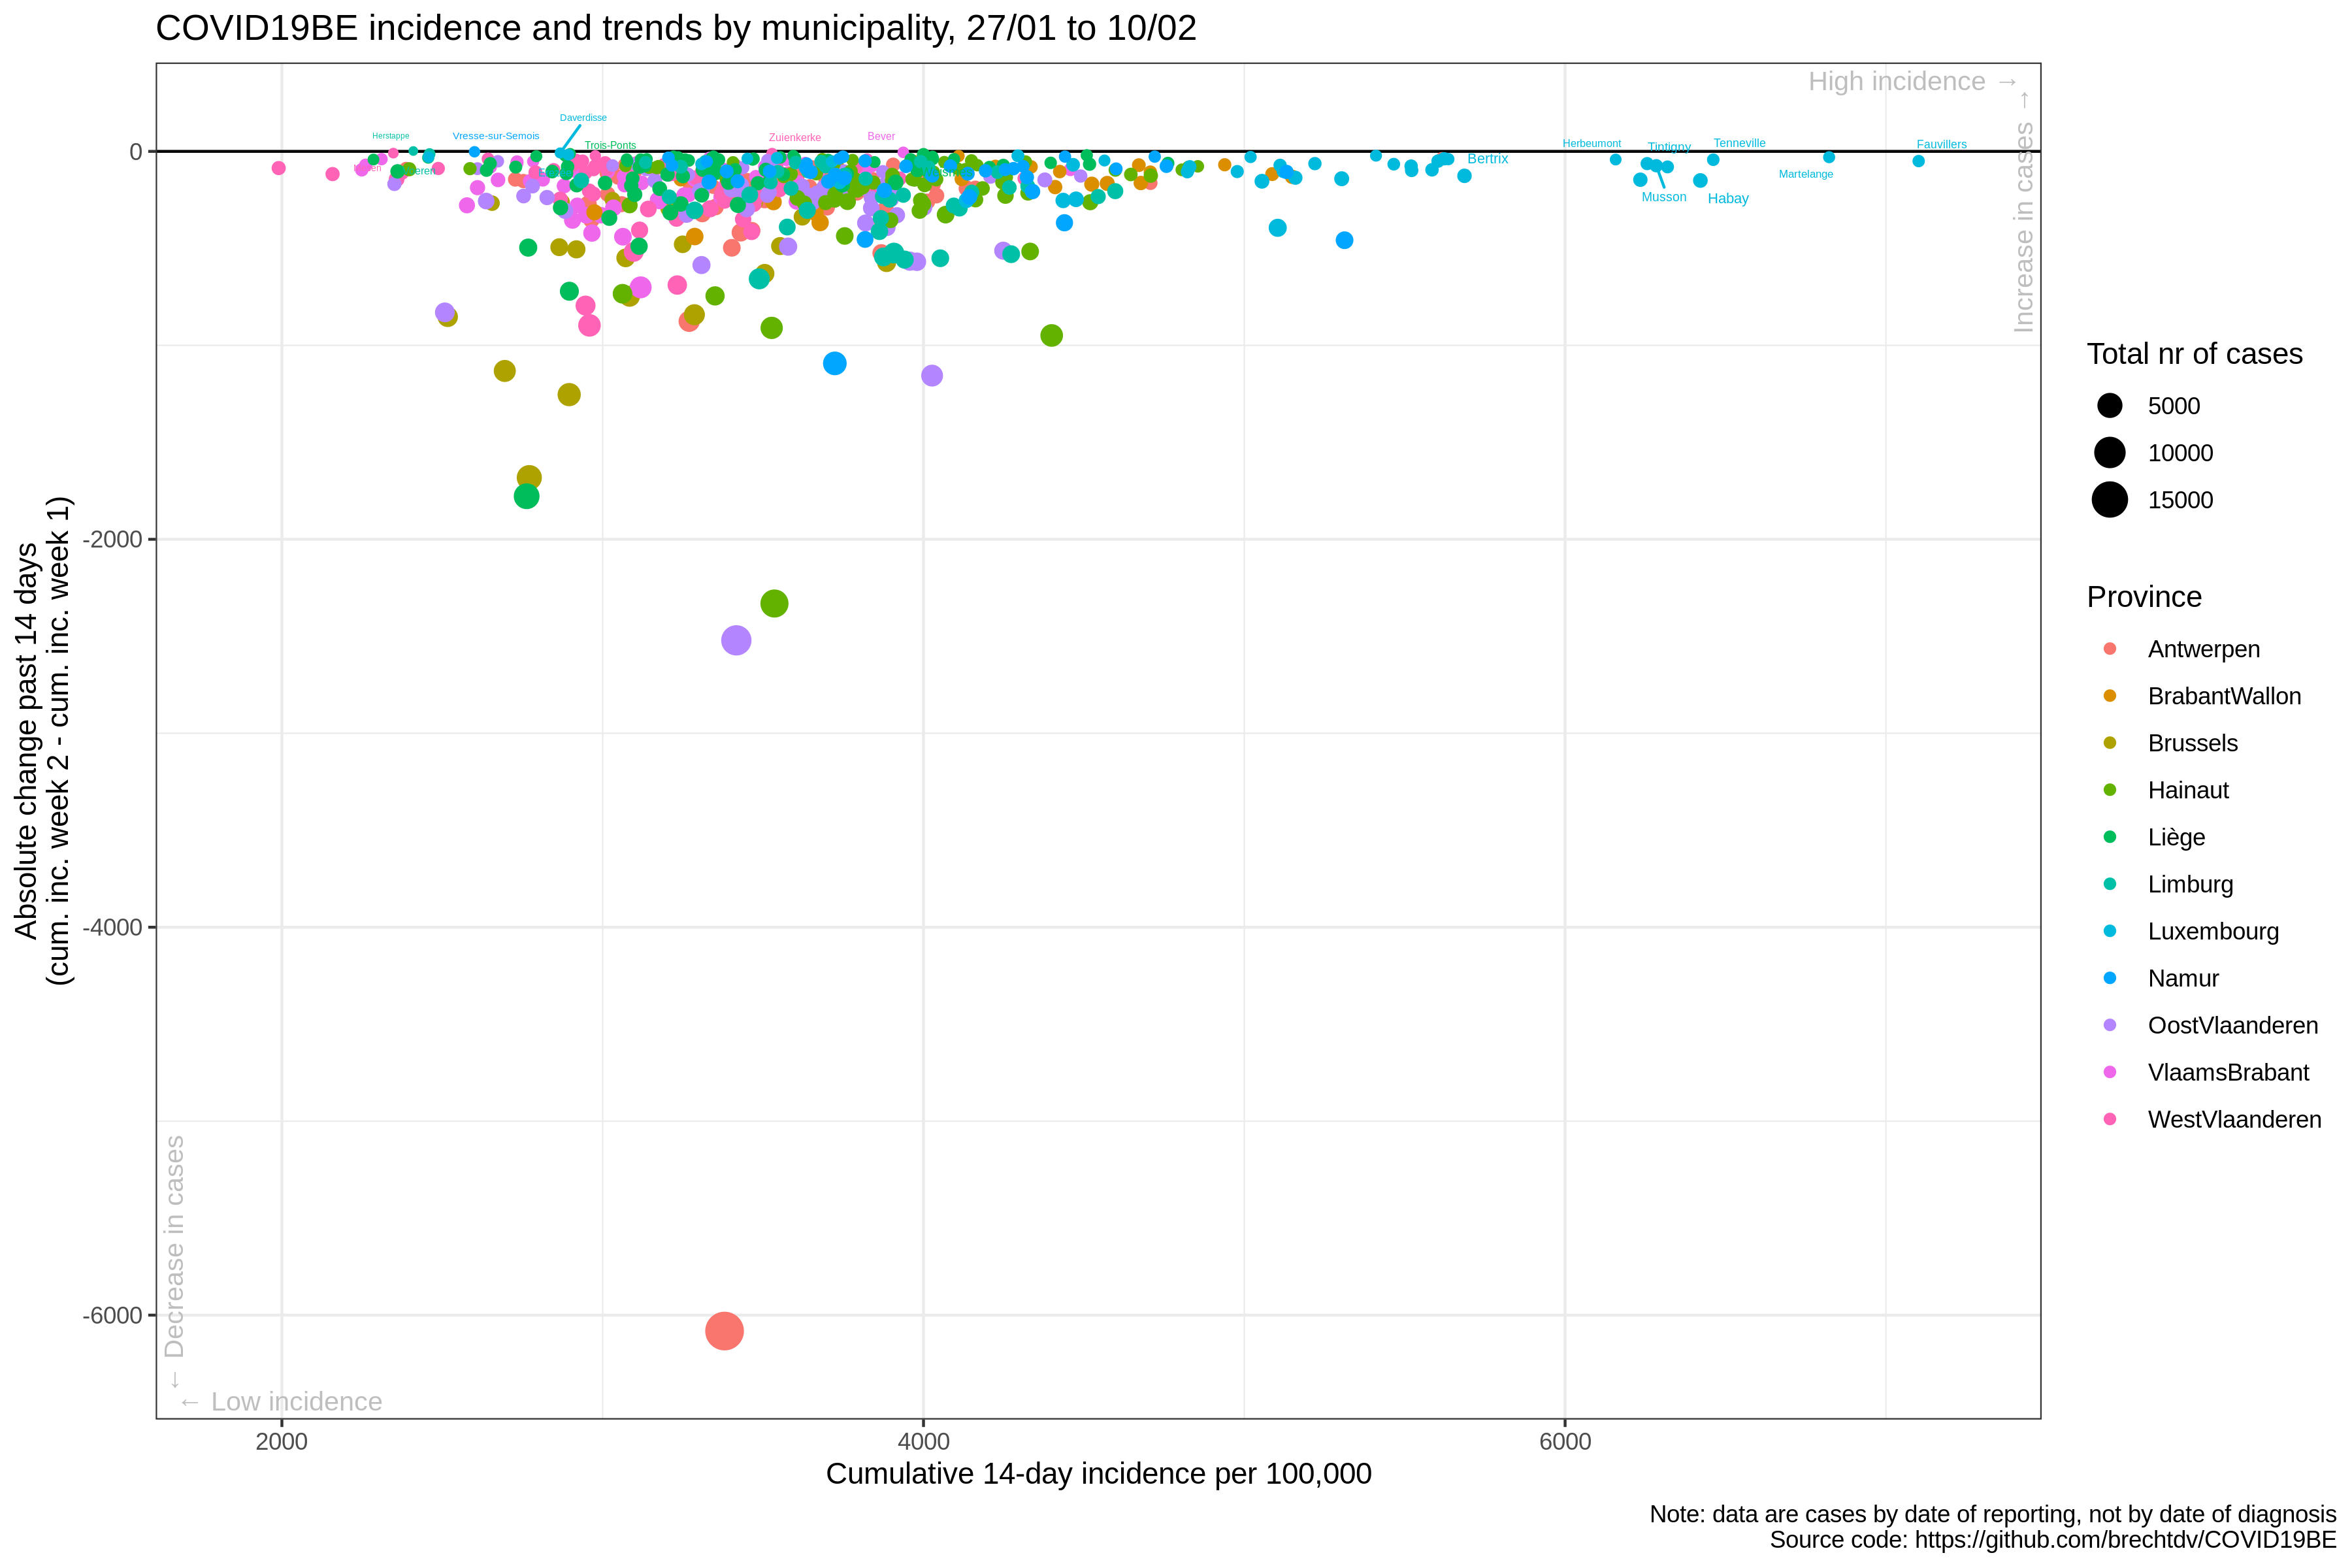 COVID19BE incidence and trends by municipality, 27/01 to 10/02
High incidence →
Increase in cases →
Daverdisse
Herstappe
Vresse-sur-Semois
Trois-Ponts
Zuienkerke
Bever
Herbeumont
Tintigny
Tenneville
Fauvillers
Bertrix
Martelange
Musson
Habay
0
-2000
-4000
-6000
Absolute change past 14 days
(cum. inc. week 2 - cum. inc. week 1)
← Decrease in cases
← Low incidence
2000
4000
6000
Cumulative 14-day incidence per 100,000
Total nr of cases
5000
10000
15000
Province
Antwerpen
BrabantWallon
Brussels
Hainaut
Liège
Limburg
Luxembourg
Namur
OostVlaanderen
VlaamsBrabant
WestVlaanderen
Note: data are cases by date of reporting, not by date of diagnosis
Source code: https://github.com/brechtdv/COVID19BE